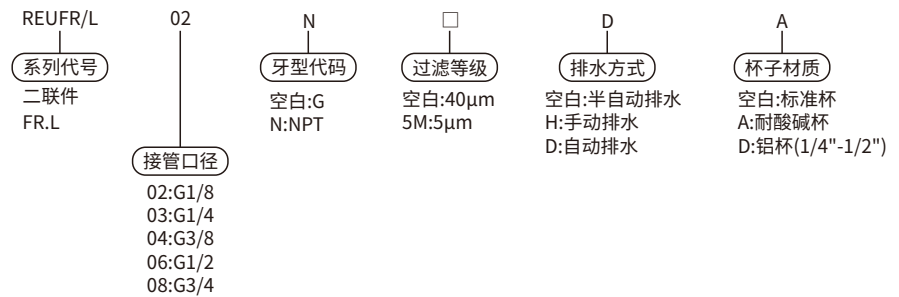 REUFR/L 02 N □ D A
系列代号
二联件
FR.L
接管口径
02:G1/8
03:G1/4
04:G3/8
06:G1/2
08:G3/4
牙型代码
空白:G
N:NPT
过滤等级
空白:40μm
5M:5μm
排水方式
空白:半自动排水
H:手动排水
D:自动排水
杯子材质
空白:标准杯
A:耐酸碱杯
D:铝杯(1/4"-1/2")